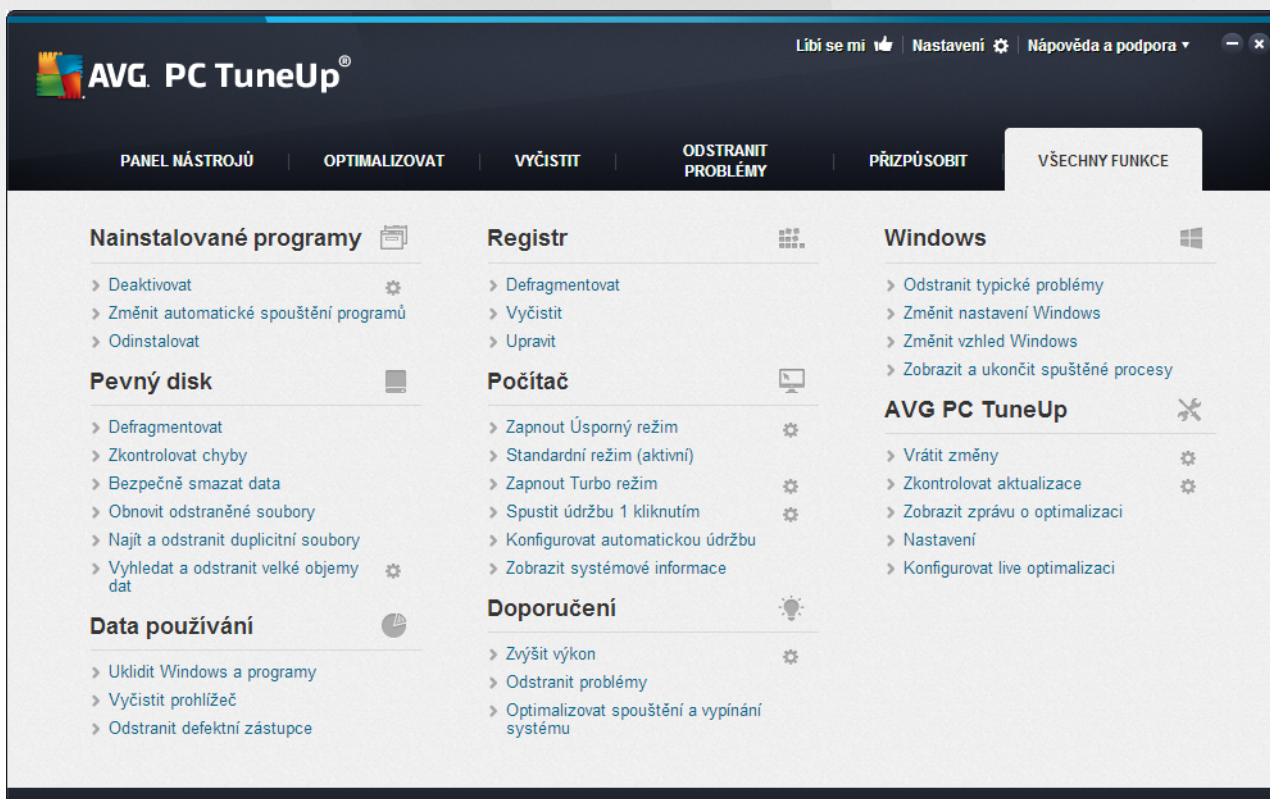 Líbí se mi
Nastavení
Nápověda a podpora
AVG. PC TuneUp®
PANEL NÁSTROJŮ
OPTIMALIZOVAT
VYČISTIT
ODSTRANIT
PROBLÉMY
PŘIZPŮSOBIT
VŠECHNY FUNKCE
Nainstalované programy
Deaktivovat
Změnit automatické spouštění programů
Odinstalovat
Pevný disk
Defragmentovat
Zkontrolovat chyby
Bezpečně smazat data
Obnovit odstraněné soubory
Najít a odstranit duplicitní soubory
Vyhledat a odstranit velké objemy
dat
Data používání
Uklidit Windows a programy
Vyčistit prohlížeč
Odstranit defektní zástupce
Registr
Defragmentovat
Vyčistit
Upravit
Počítač
Zapnout Úsporný režim
Standardní režim (aktivní)
Zapnout Turbo režim
Spustit údržbu 1 kliknutím
Konfigurovat automatickou údržbu
Zobrazit systémové informace
Doporučení
Zvýšit výkon
Odstranit problémy
Optimalizovat spouštění a vypínání
systému
Windows
Odstranit typické problémy
Změnit nastavení Windows
Změnit vzhled Windows
Zobrazit a ukončit spuštěné procesy
AVG PC TuneUp
Vrátit změny
Zkontrolovat aktualizace
Zobrazit zprávu o optimalizaci
Nastavení
Konfigurovat live optimalizaci